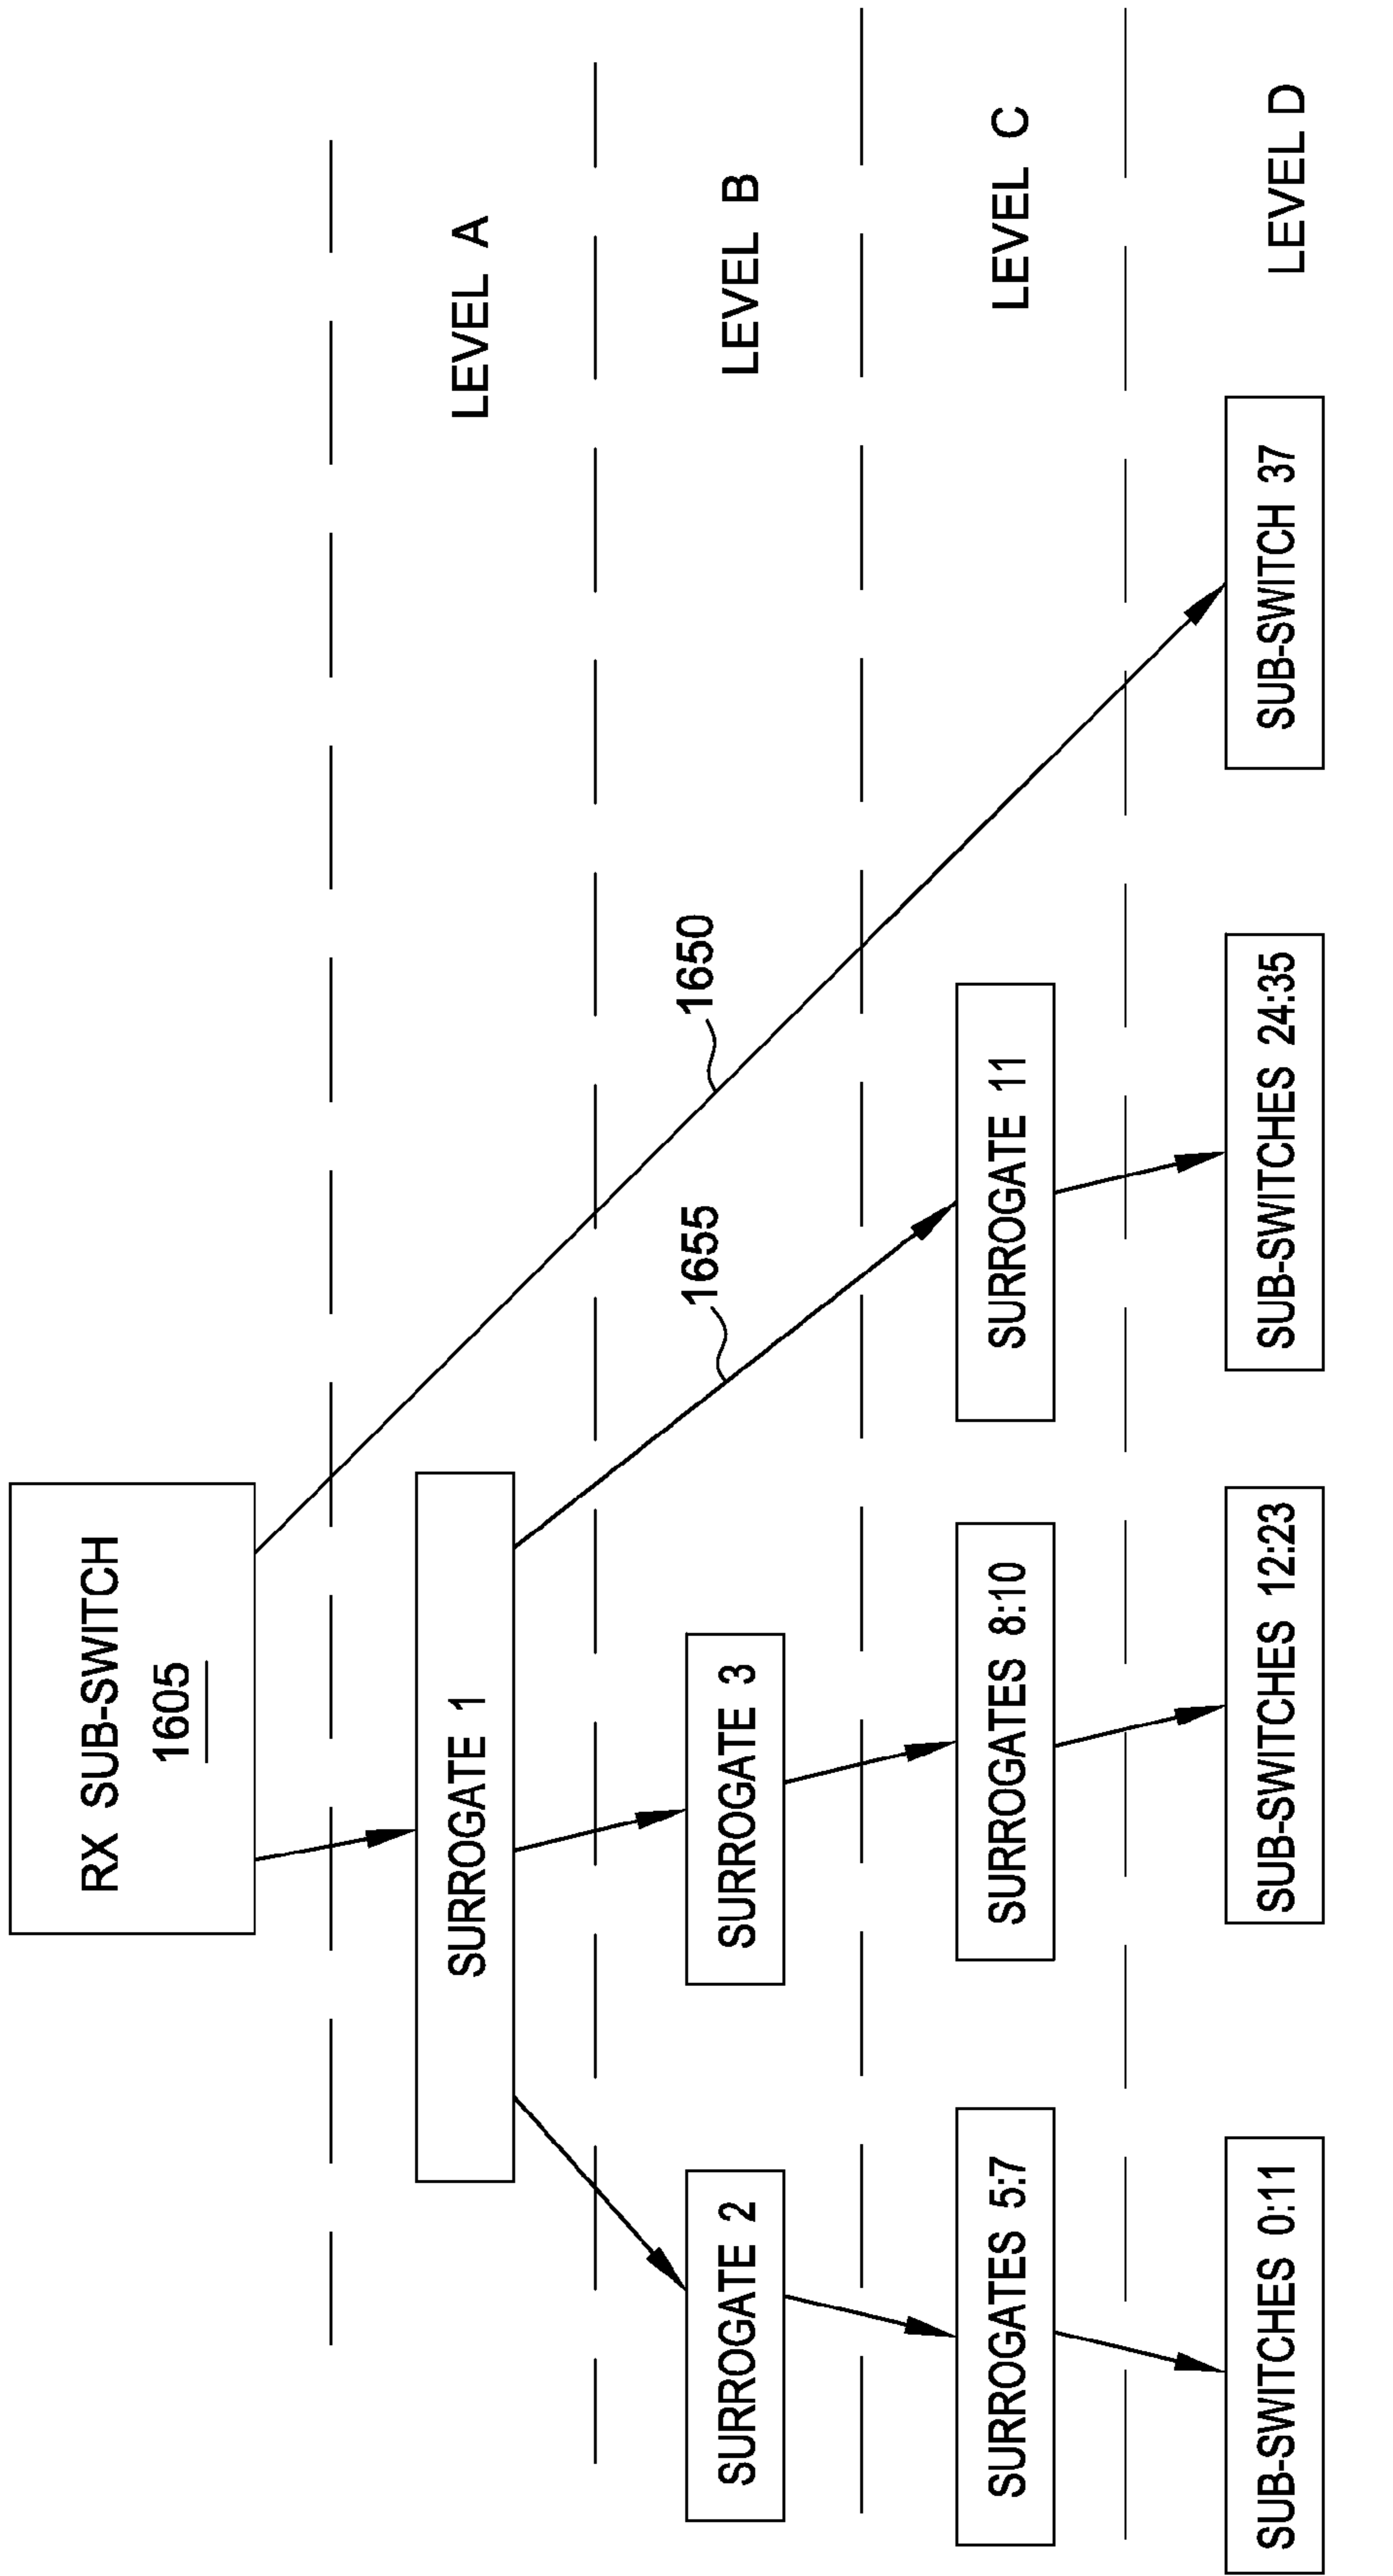 RX SUB-SWITCH
1605
LEVEL A
SURROGATE 1
LEVEL B
1650
1655
SURROGATE 2
SURROGATE 3
LEVEL C
SURROGATES 5:7
SURROGATES 8:10
SURROGATE 11
LEVEL D
SUB-SWITCHES 0:11
SUB-SWITCHES 12:23
SUB-SWITCHES 24:35
SUB-SWITCH 37